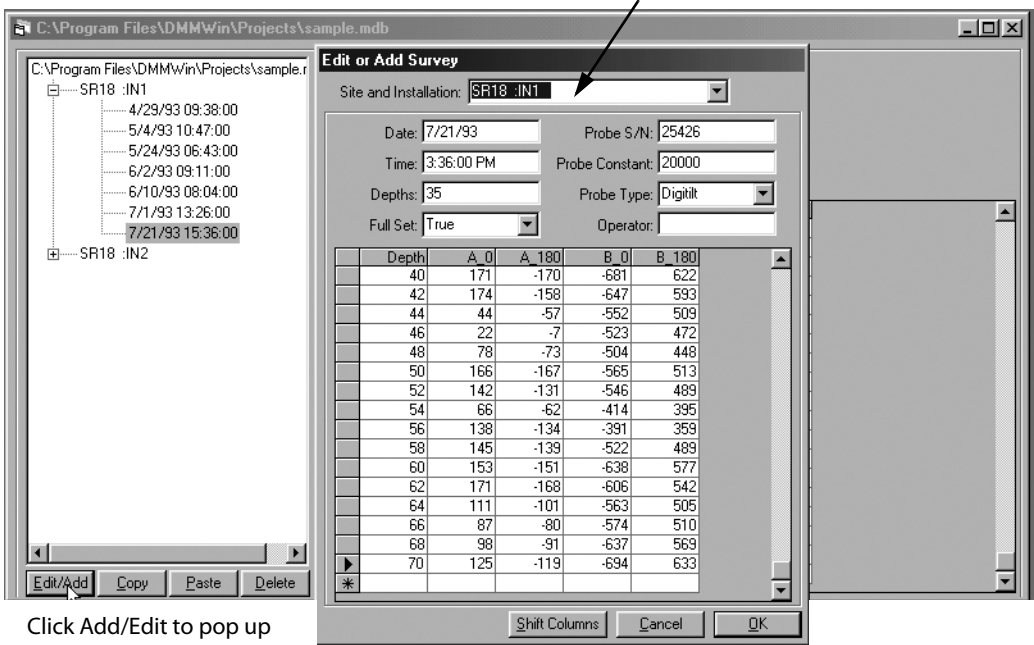 C:\Program Files\DMMWin\Projects\sample.mdb
C:\Program Files\DMMWin\Projects\sample.r
SR18 :IN1
4/29/93 09:38:00
5/4/93 10:47:00
5/24/93 06:43:00
6/2/93 09:11:00
6/10/93 08:04:00
7/1/93 13:26:00
7/21/93 15:36:00
SR18 :IN2
Edit/Add Copy Paste Delete
Click Add/Edit to pop up
Edit or Add Survey
Site and Installation: SR18 :IN1
Date: 7/21/93 Probe S/N: 25426
Time: 3:36:00 PM Probe Constant: 20000
Depths: 35 Probe Type: Digitilt
Full Set: True Operator:
Depth A_0 A_180 B_0 B_180
40 171 -170 -681 622
42 174 -158 -647 593
44 44 -57 -552 509
46 22 -7 -523 472
48 78 -73 -504 448
50 166 -167 -565 513
52 142 -131 -546 489
54 66 -62 -414 395
56 138 -134 -391 359
58 145 -139 -522 489
60 153 -151 -638 577
62 171 -168 -606 542
64 111 -101 -563 505
66 87 -80 -574 510
68 98 -91 -637 569
70 125 -119 -694 633
Shift Columns Cancel OK